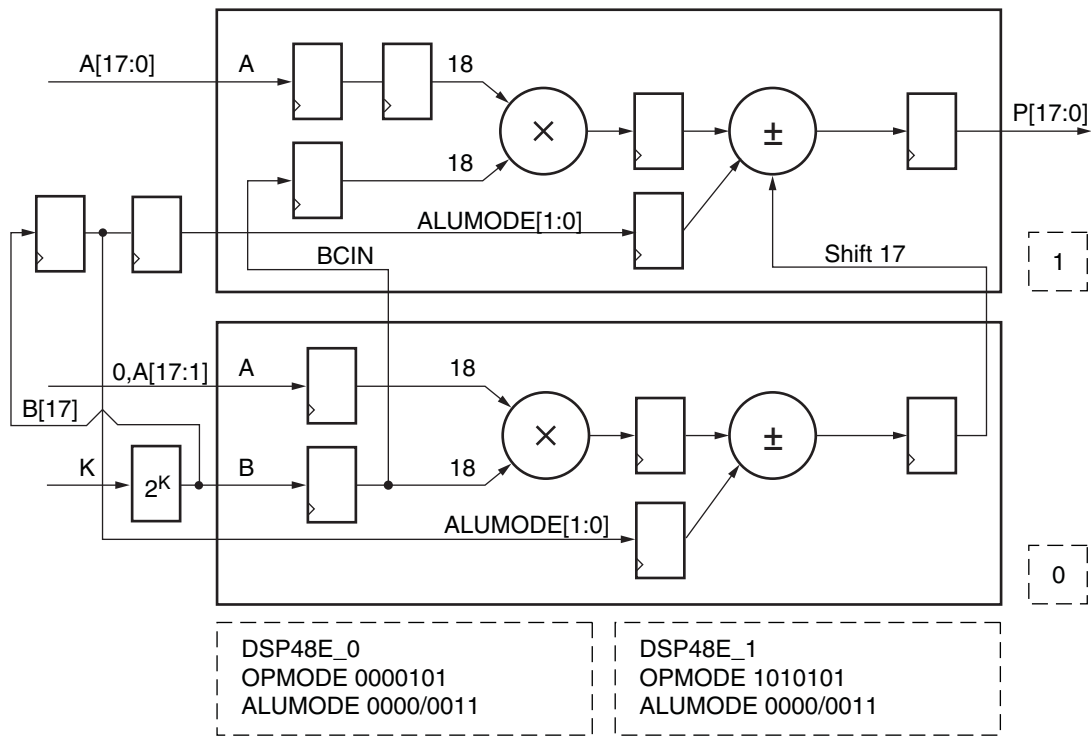 A[17:0]
A
18
×
±
P[17:0]
18
ALUMODE[1:0]
BCIN
Shift 17
1
0,A[17:1]
A
18
B[17]
×
±
K
2^K
B
18
ALUMODE[1:0]
0
DSP48E_0
OPMODE 0000101
ALUMODE 0000/0011
DSP48E_1
OPMODE 1010101
ALUMODE 0000/0011